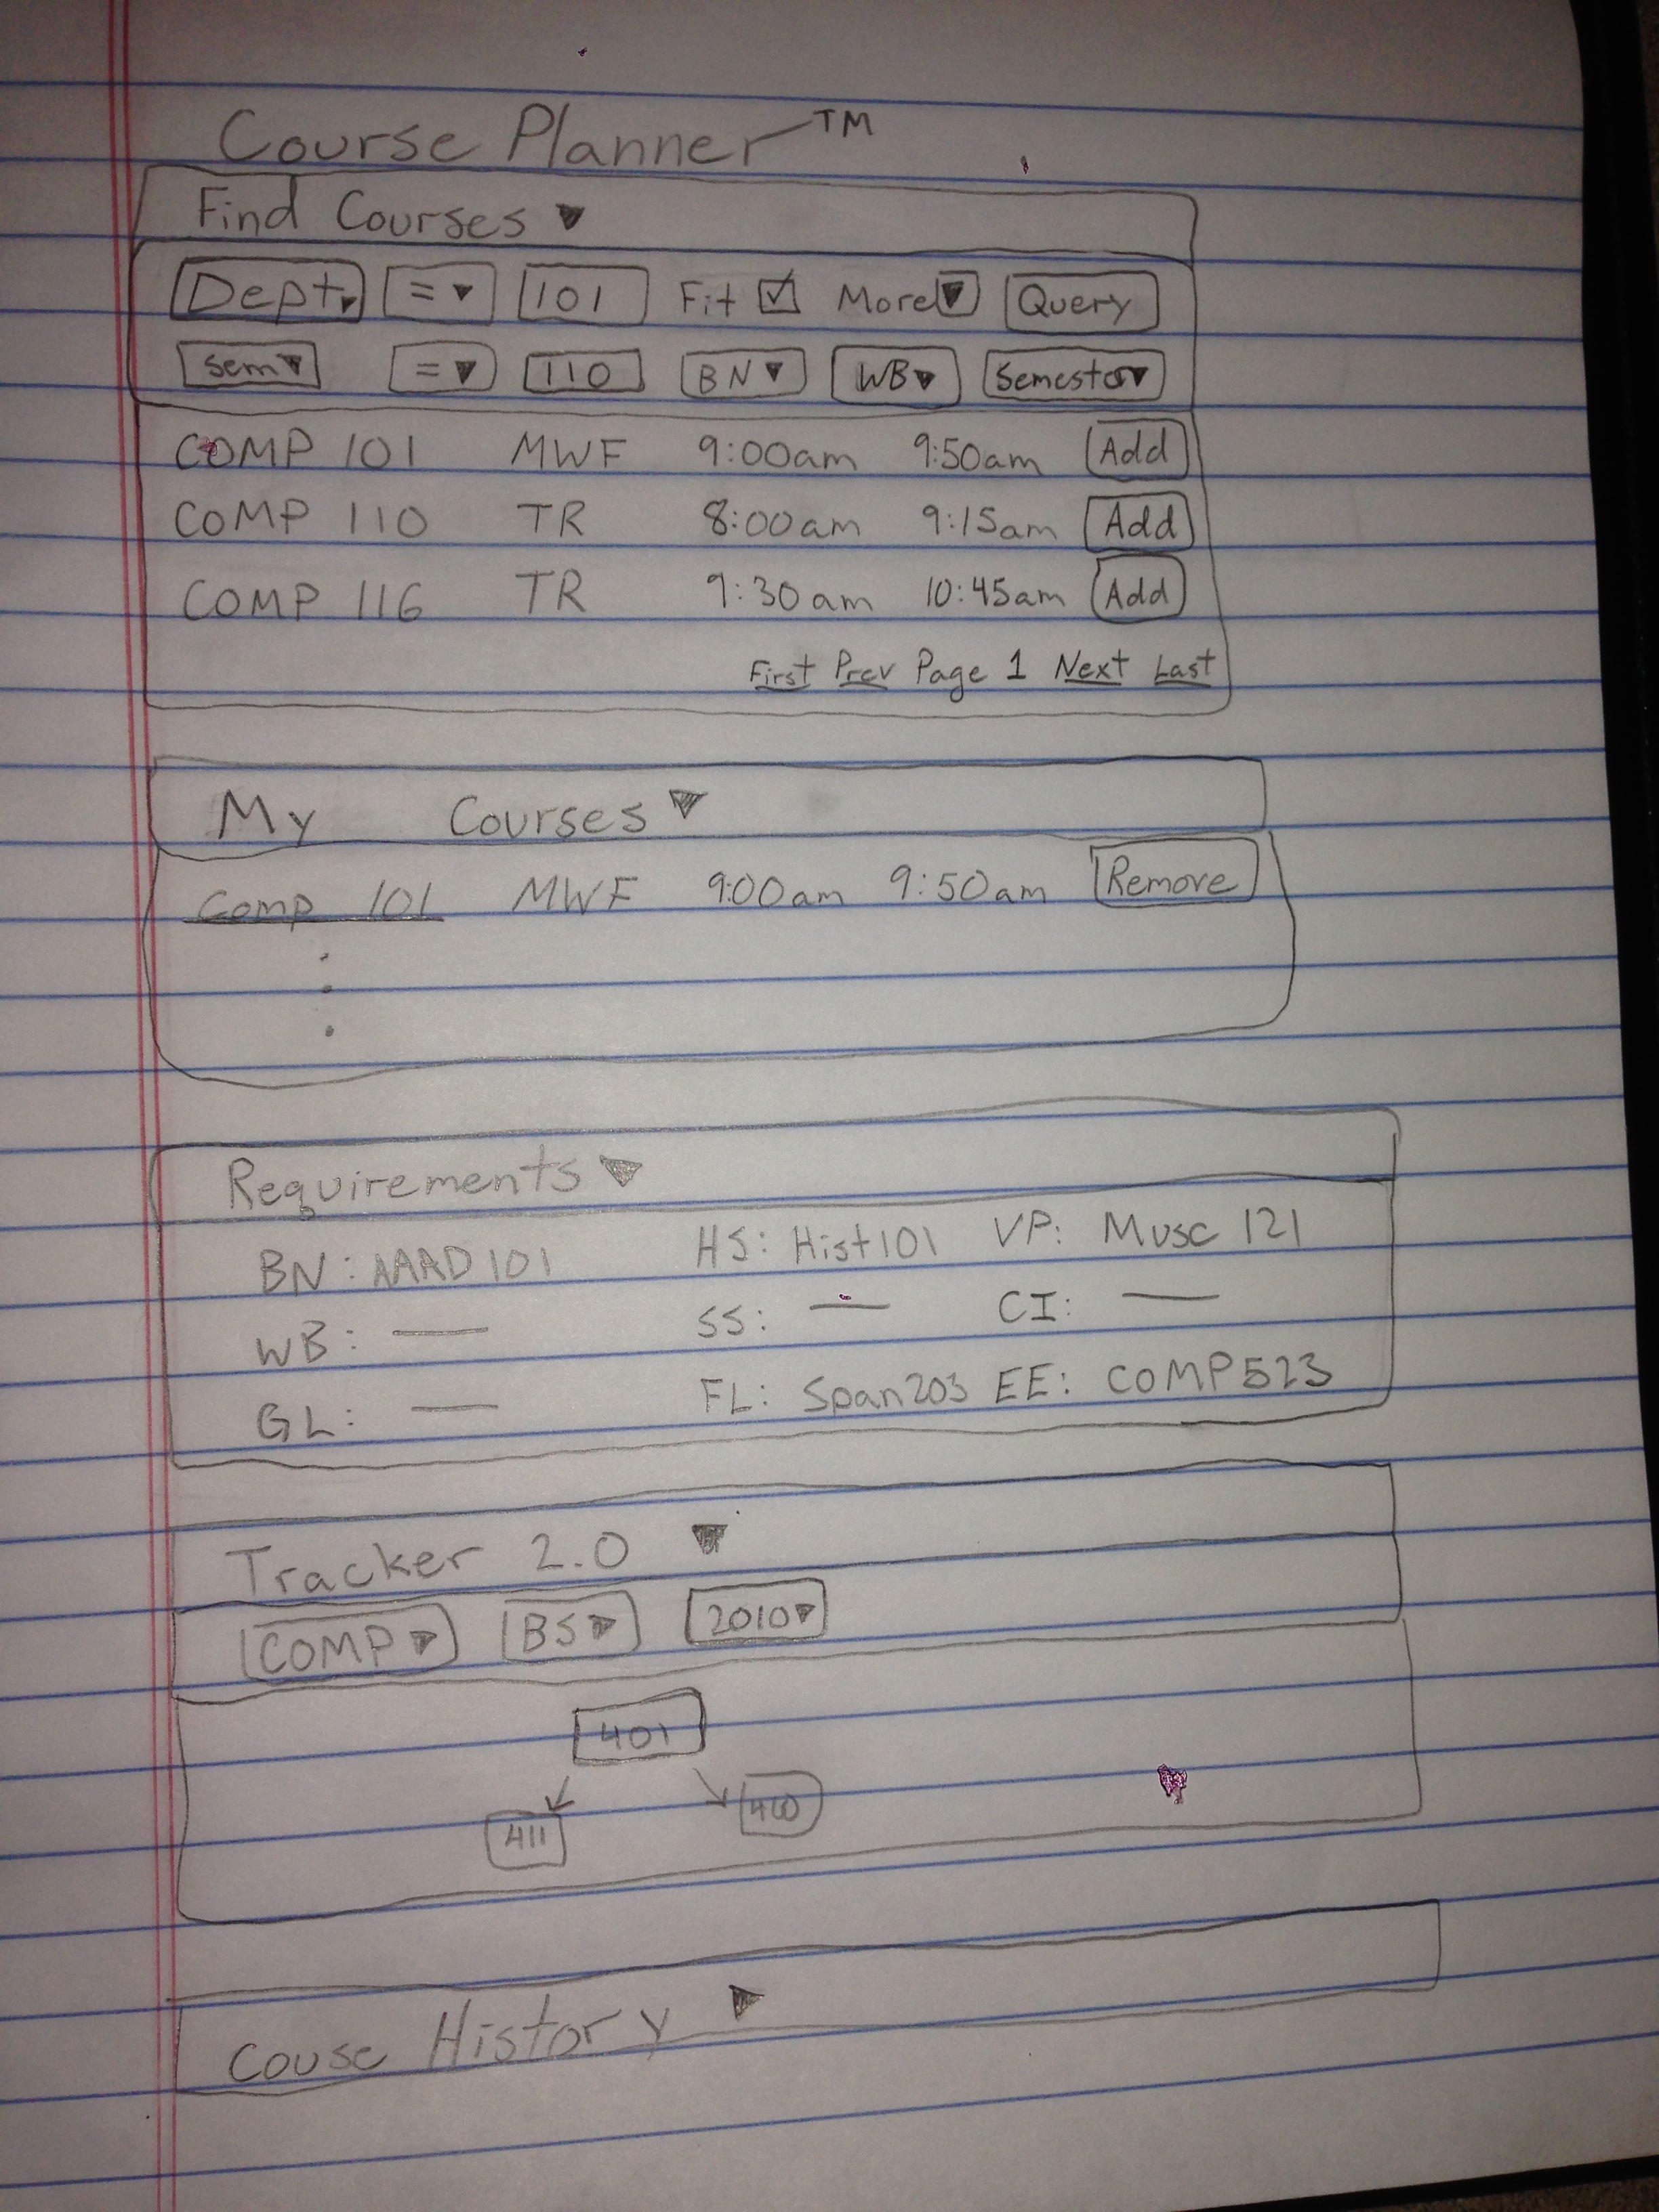 Course Planner™
Find Courses ▼
Dept ▼ = ▼ 101 Fit ☑ More ▼ Query
Sem ▼ = ▼ 110 BN ▼ WB ▼ Semester ▼
COMP 101 MWF 9:00am 9:50am Add
COMP 110 TR 8:00am 9:15am Add
COMP 116 TR 9:30am 10:45am Add
First Prev Page 1 Next Last
My Courses ▼
Comp 101 MWF 9:00am 9:50am Remove
Requirements ▼
BN: AAAD 101 HS: Hist101 VP: Musc 121
WB: — SS: — CI: —
GL: — FL: Span203 EE: COMP523
Tracker 2.0 ▼
COMP ▼ BS ▼ 2010 ▼
401
411 410
Couse History ▶